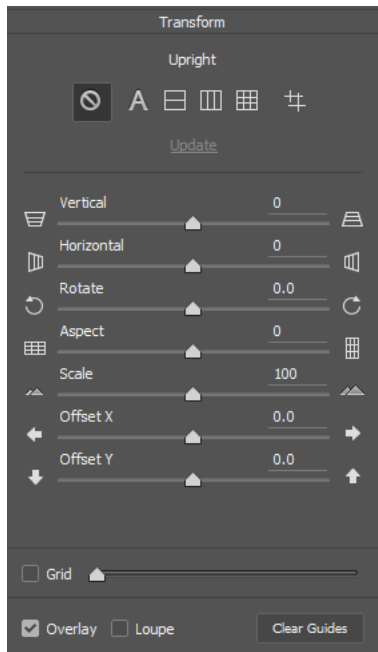 Transform
Upright
A
Update
Vertical 0
Horizontal 0
Rotate 0.0
Aspect 0
Scale 100
Offset X 0.0
Offset Y 0.0
Grid
Overlay Loupe Clear Guides